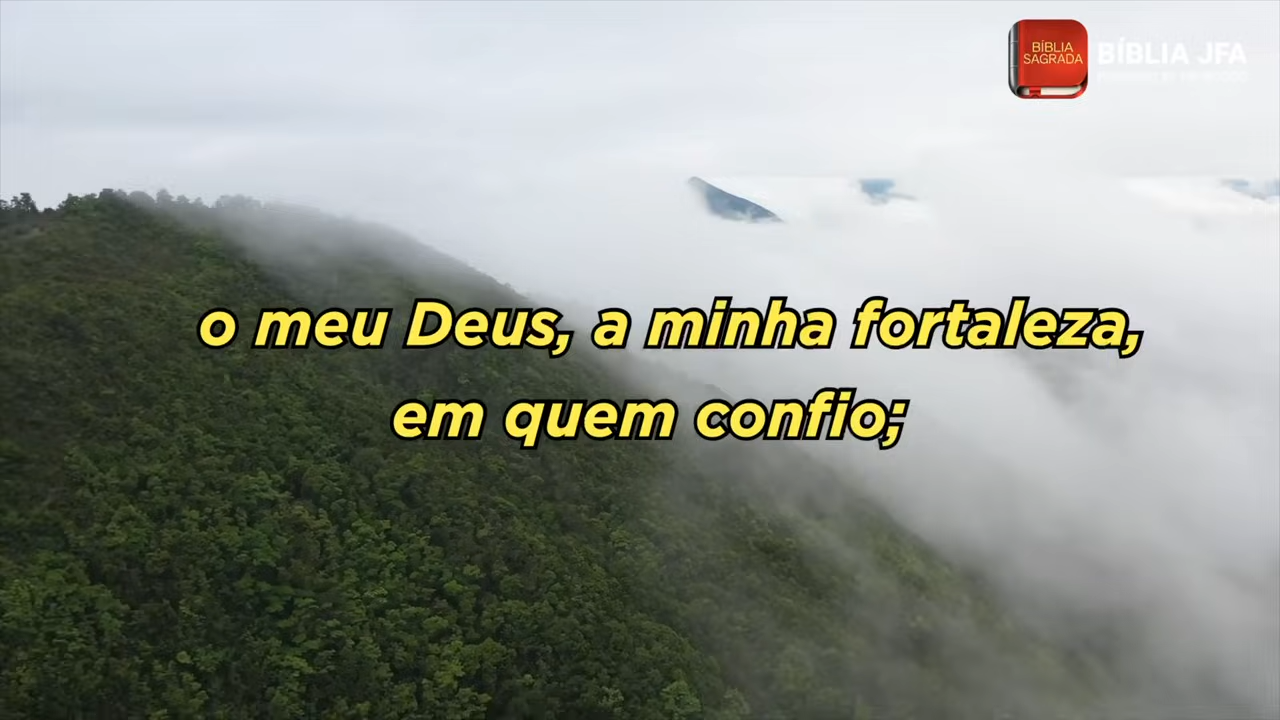 BÍBLIA
SAGRADA
BÍBLIA JFA
o meu Deus, a minha fortaleza,
em quem confio;